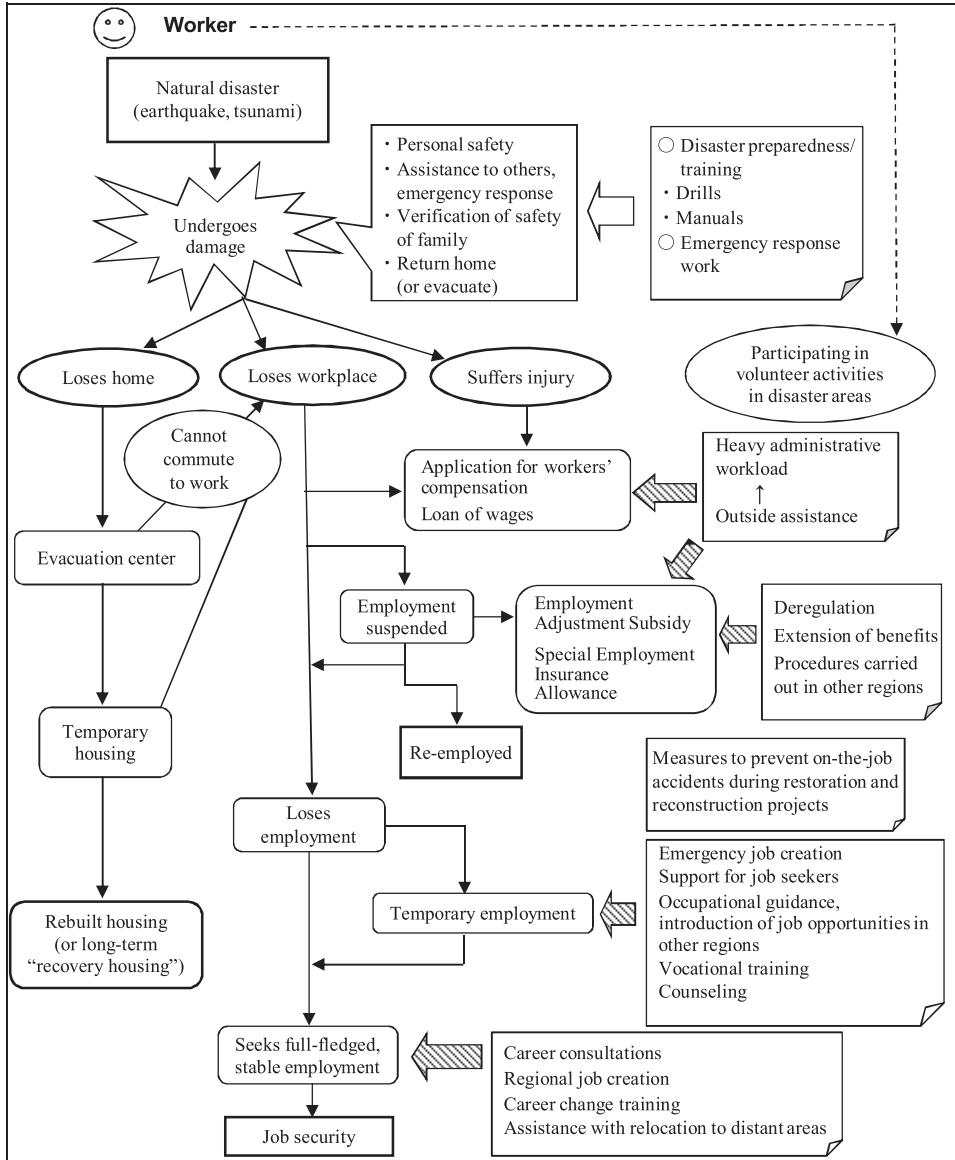 Worker
Natural disaster
(earthquake, tsunami)
Undergoes
damage
・Personal safety
・Assistance to others,
emergency response
・Verification of safety
of family
・Return home
(or evacuate)
○ Disaster preparedness/
training
・Drills
・Manuals
○ Emergency response
work
Loses home
Loses workplace
Suffers injury
Participating in
volunteer activities
in disaster areas
Cannot
commute
to work
Application for workers’
compensation
Loan of wages
Heavy administrative
workload
↑
Outside assistance
Evacuation center
Employment
suspended
Employment
Adjustment Subsidy
Special Employment
Insurance
Allowance
Deregulation
Extension of benefits
Procedures carried
out in other regions
Temporary
housing
Re-employed
Measures to prevent on-the-job
accidents during restoration and
reconstruction projects
Loses
employment
Temporary employment
Emergency job creation
Support for job seekers
Occupational guidance,
introduction of job opportunities in
other regions
Vocational training
Counseling
Rebuilt housing
(or long-term
“recovery housing”)
Seeks full-fledged,
stable employment
Career consultations
Regional job creation
Career change training
Assistance with relocation to distant areas
Job security